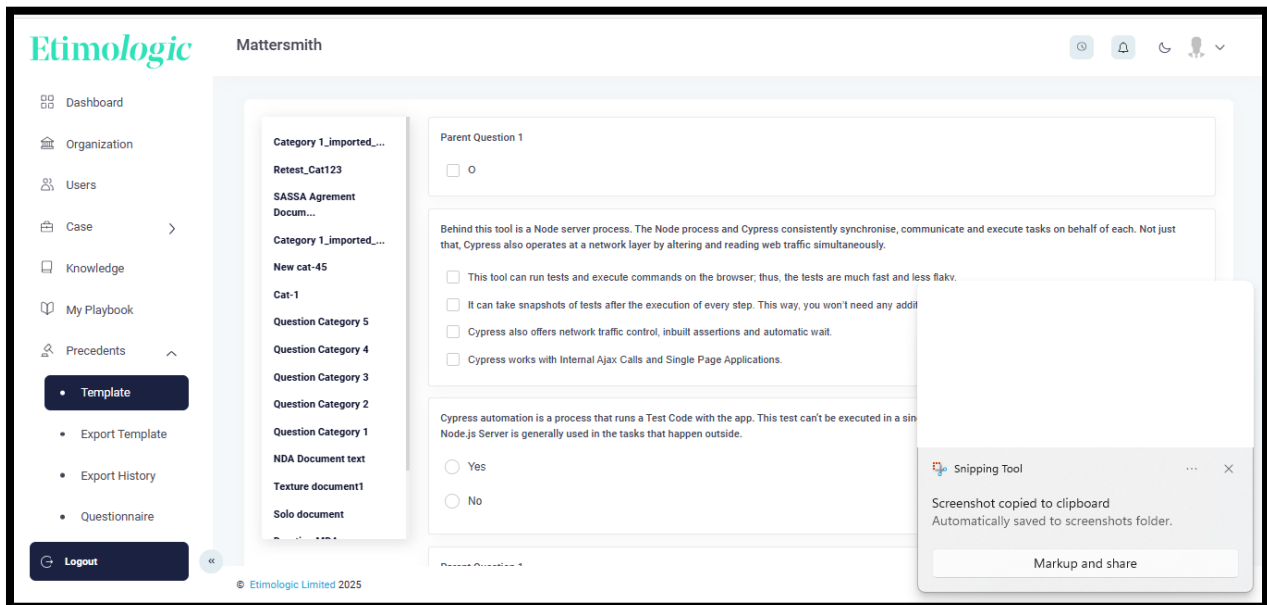 Etimologic
Mattersmith
Dashboard
Organization
Users
Case
Knowledge
My Playbook
Precedents
Template
Export Template
Export History
Questionnaire
Logout
Category 1_imported_...
Retest_Cat123
SASSA Agrement
Docum...
Category 1_imported_...
New cat-45
Cat-1
Question Category 5
Question Category 4
Question Category 3
Question Category 2
Question Category 1
NDA Document text
Texture document1
Solo document
Parent Question 1
O
Behind this tool is a Node server process. The Node process and Cypress consistently synchronise, communicate and execute tasks on behalf of each. Not just
that, Cypress also operates at a network layer by altering and reading web traffic simultaneously.
This tool can run tests and execute commands on the browser; thus, the tests are much fast and less flaky.
It can take snapshots of tests after the execution of every step. This way, you won't need any
Cypress also offers network traffic control, inbuilt assertions and automatic wait.
Cypress works with Internal Ajax Calls and Single Page Applications.
Cypress automation is a process that runs a Test Code with the app. This test can't be executed in a
Node.js Server is generally used in the tasks that happen outside.
Yes
No
Snipping Tool
Screenshot copied to clipboard
Automatically saved to screenshots folder.
Markup and share
© Etimologic Limited 2025